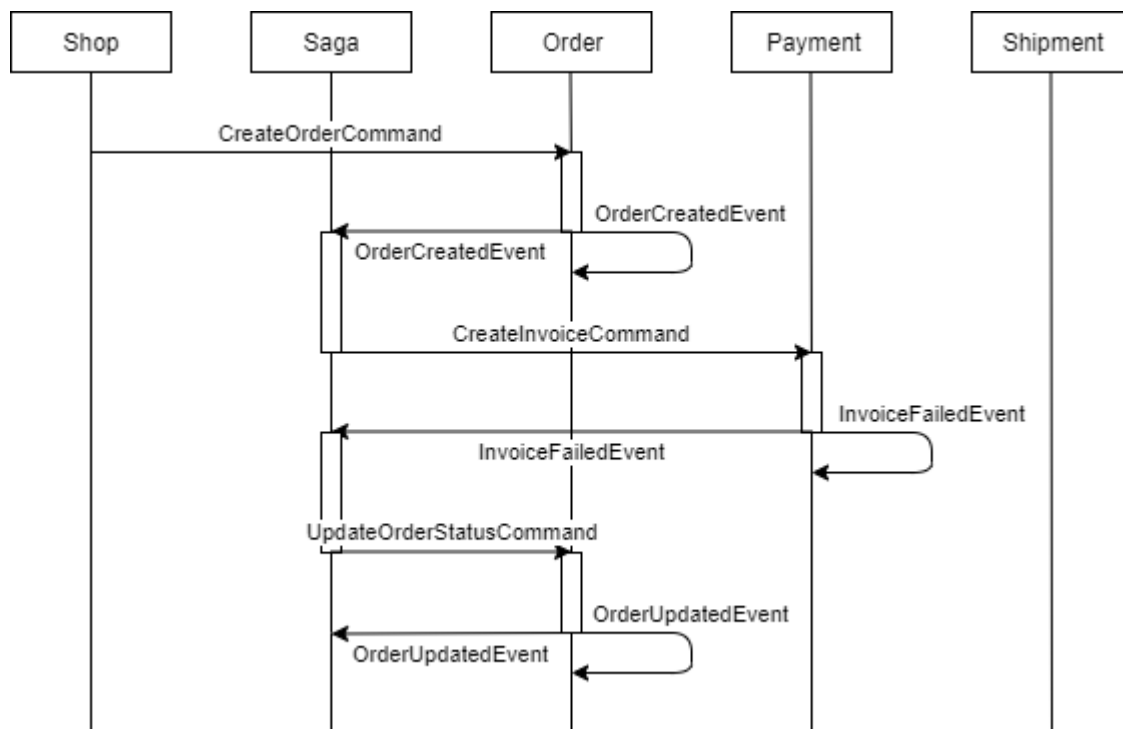 Shop
Saga
Order
Payment
Shipment
CreateOrderCommand
OrderCreatedEvent
OrderCreatedEvent
CreateInvoiceCommand
InvoiceFailedEvent
InvoiceFailedEvent
UpdateOrderStatusCommand
OrderUpdatedEvent
OrderUpdatedEvent